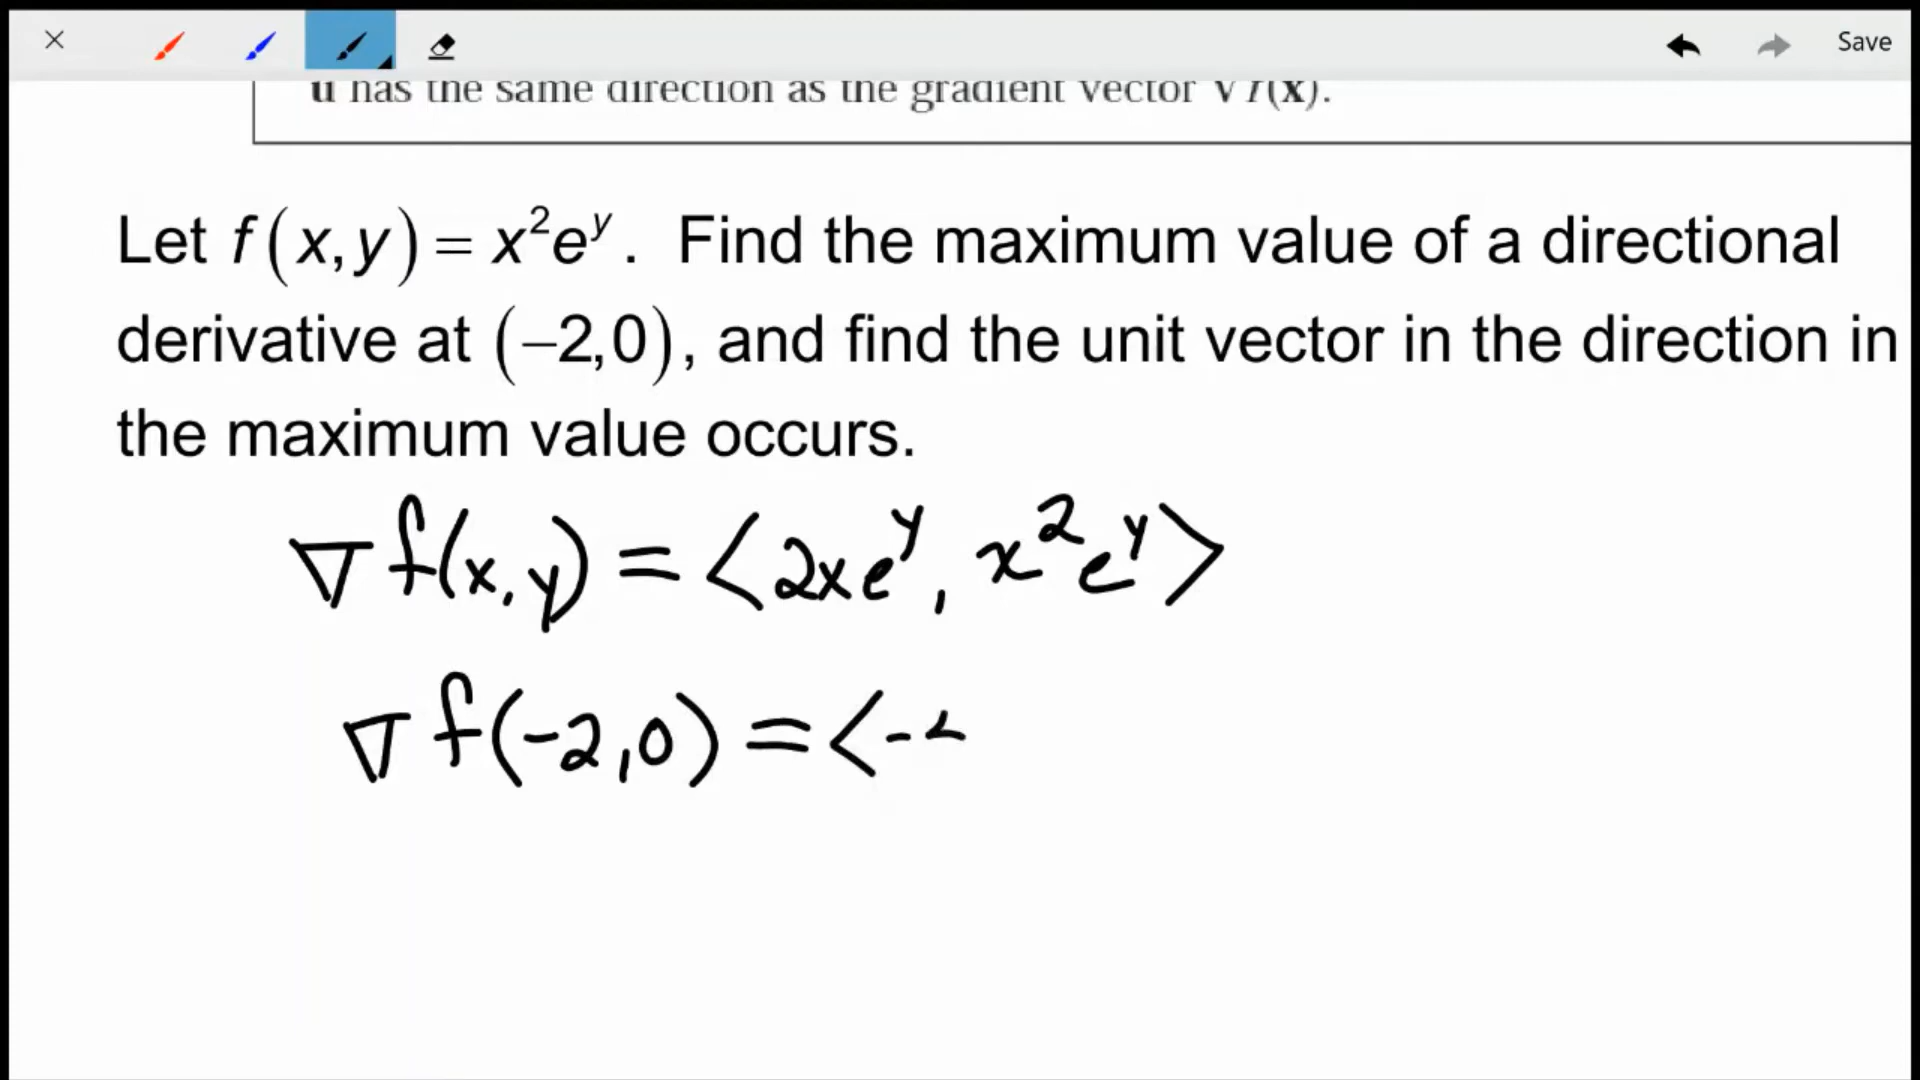 Save
u has the same direction as the gradient vector ∇f(x).
Let f(x,y) = x²eʸ. Find the maximum value of a directional
derivative at (−2,0), and find the unit vector in the direction in
the maximum value occurs.
∇f(x,y) = ⟨2xeʸ, x²eʸ⟩
∇f(-2,0) = ⟨-4